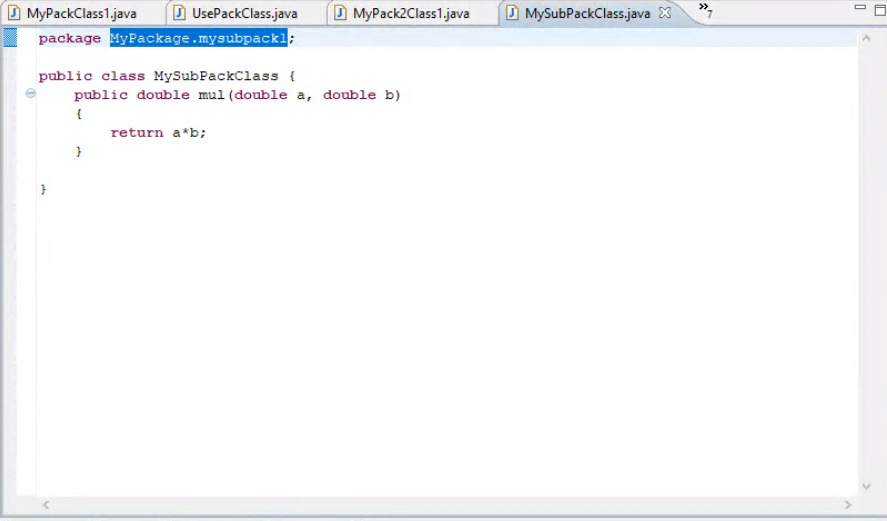 MyPackClass1.java UsePackClass.java MyPack2Class1.java MySubPackClass.java »7
package MyPackage.mysubpack1;
public class MySubPackClass {
public double mul(double a, double b)
{
return a*b;
}
}